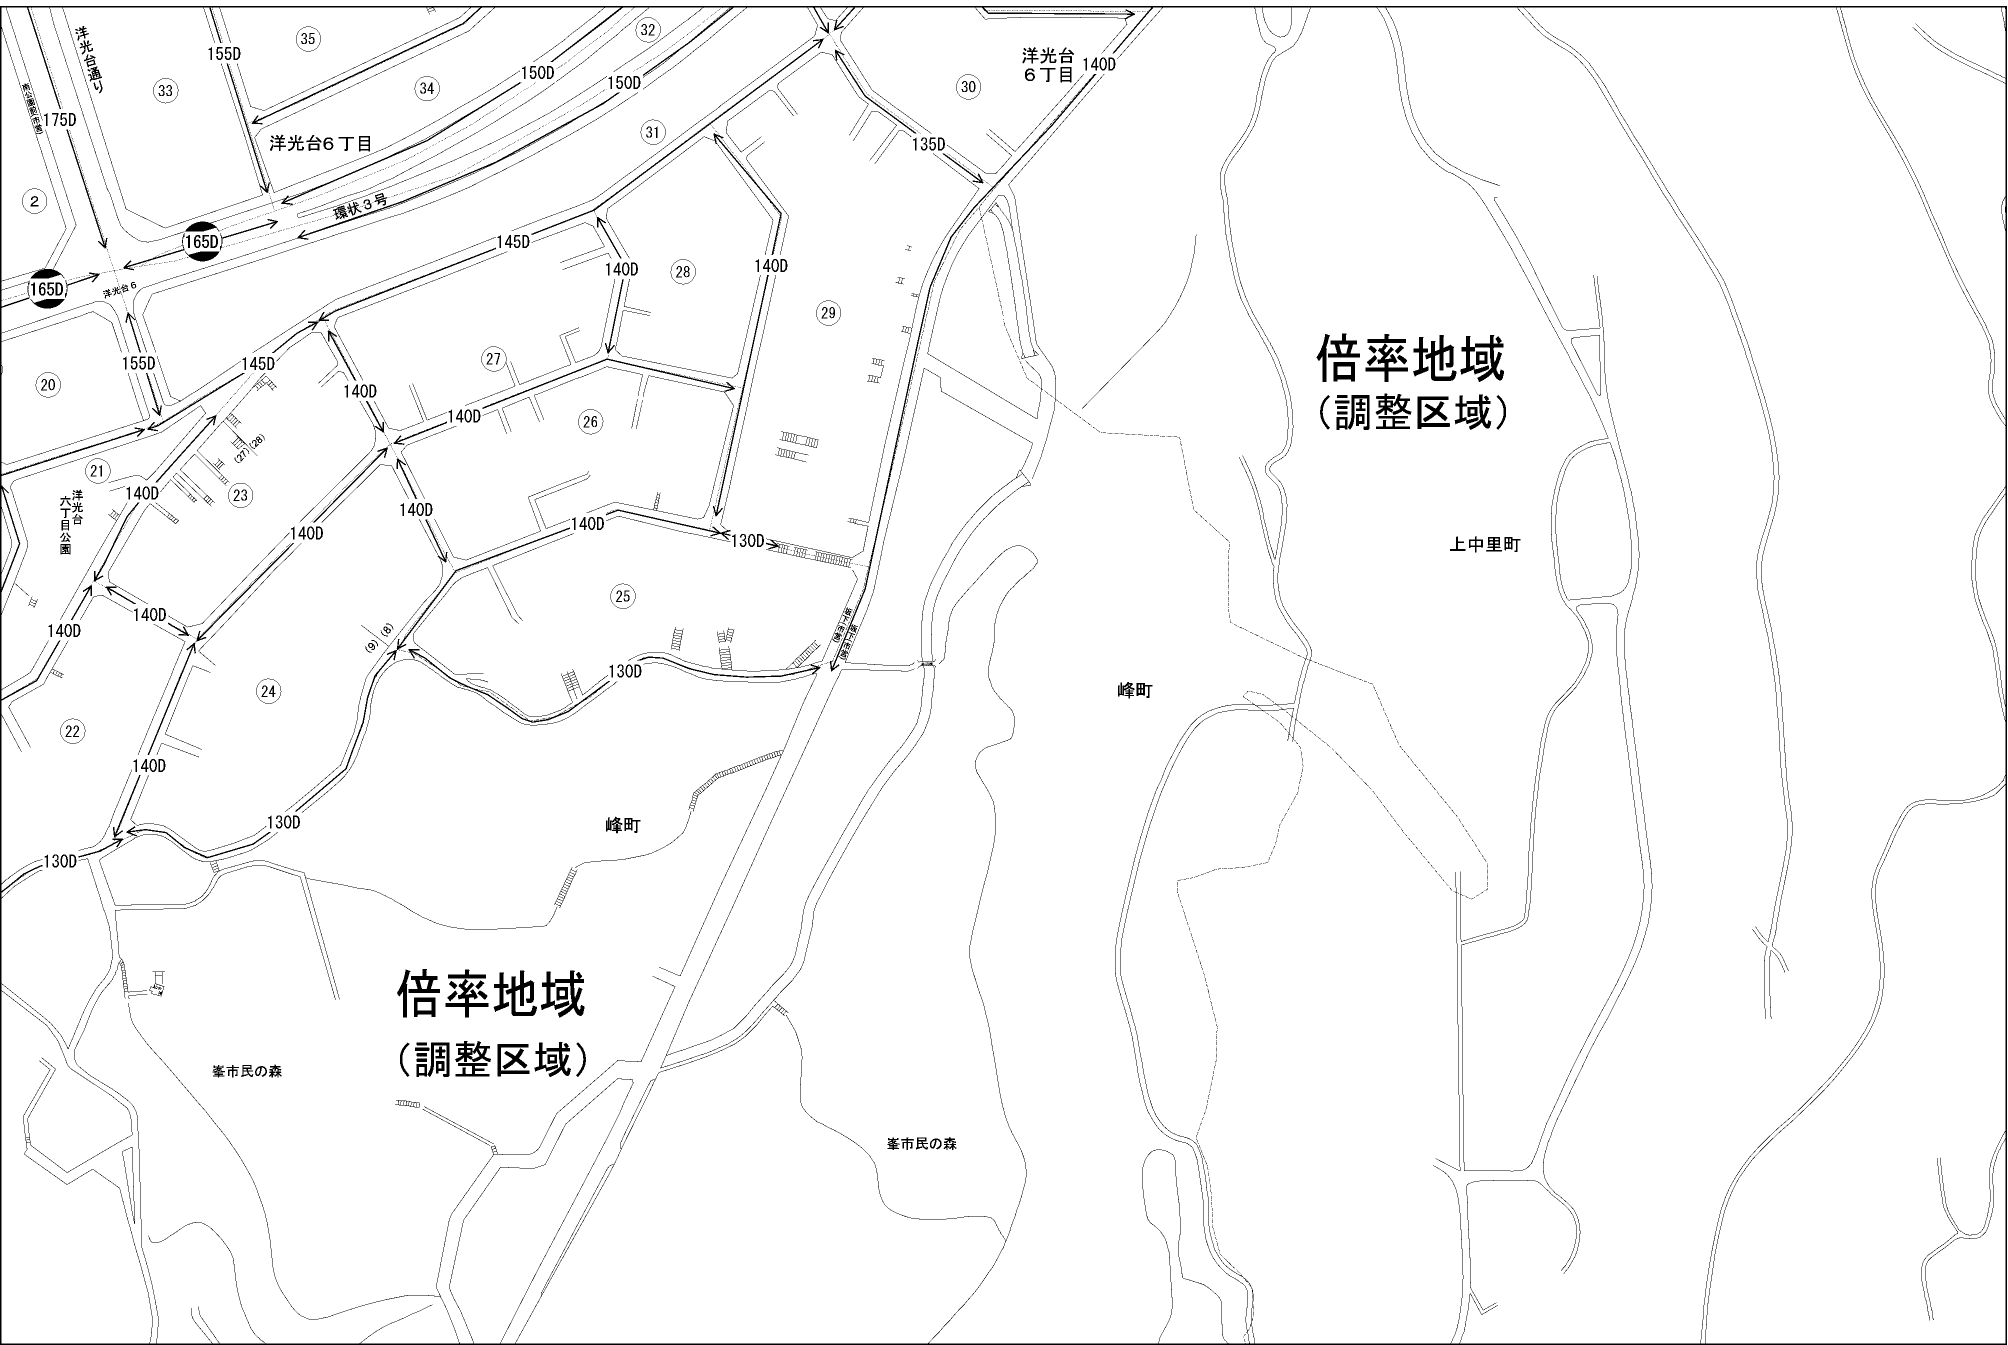 35
32
洋光台通り
155D
33
150D
150D
34
30
洋光台
６丁目
140D
175D
31
洋光台６丁目
135D
2
環状３号
165D
145D
140D
28
140D
165D
洋光台６
29
155D
145D
27
140D
倍率地域
(調整区域)
20
140D
26
(27)
(28)
21
23
140D
洋光台
六丁目公園
140D
140D
140D
130D
上中里町
25
140D
140D
(9)
(8)
130D
峰町
24
22
140D
130D
峰町
130D
倍率地域
(調整区域)
峯市民の森
峯市民の森